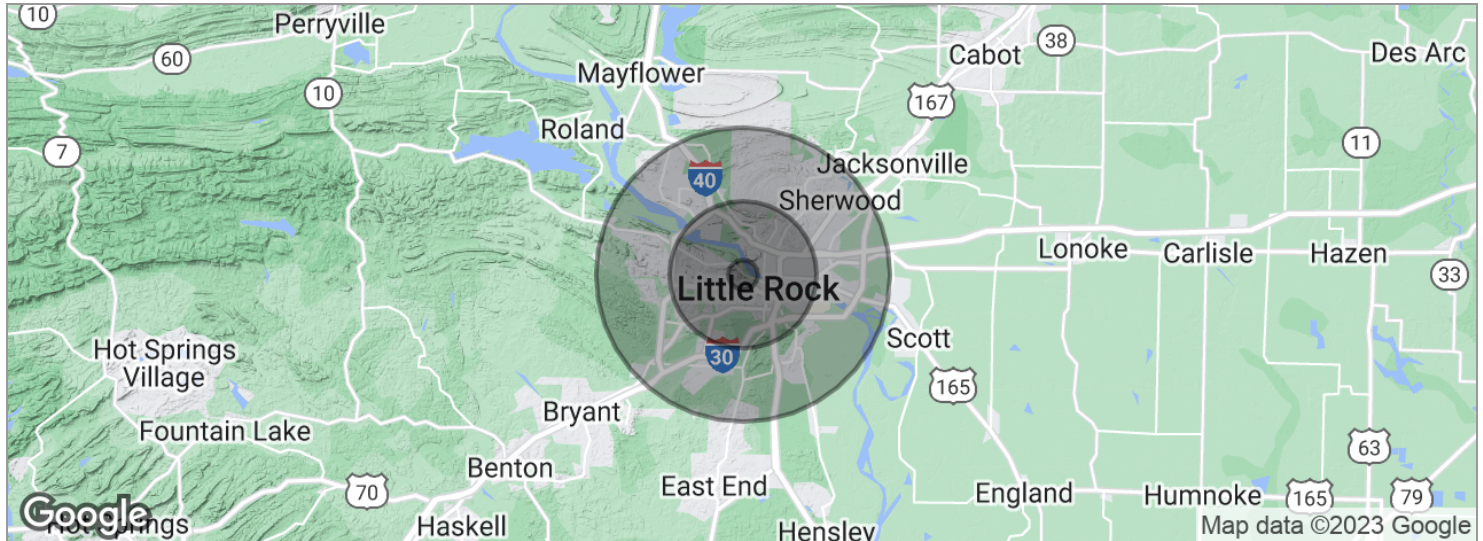 10
Perryville
38
Cabot
Des Arc
60
Mayflower
10
167
Roland
11
7
Jacksonville
40
Sherwood
Lonoke
Carlisle
Hazen
33
Little Rock
Scott
30
Hot Springs
Village
165
Bryant
Fountain Lake
63
Benton
East End
70
England
Humnoke
165
79
Google
Hot Springs
Haskell
Hensley
Map data ©2023 Google